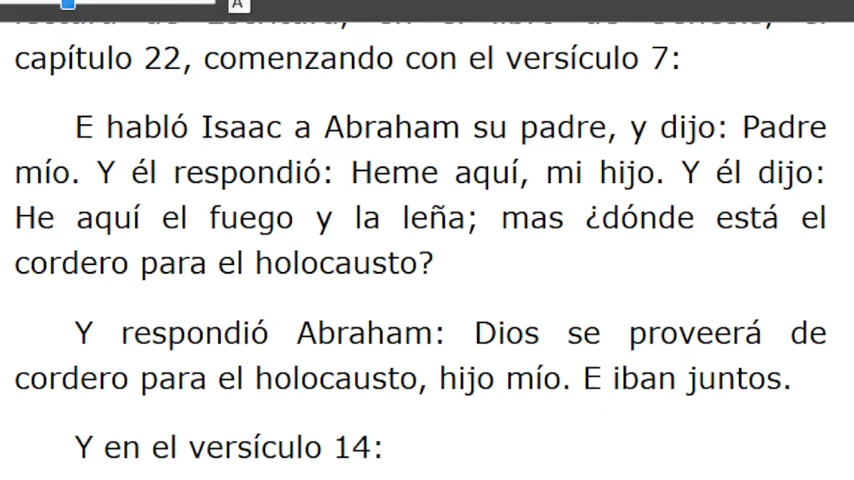 A
capítulo 22, comenzando con el versículo 7:
E habló Isaac a Abraham su padre, y dijo: Padre
mío. Y él respondió: Heme aquí, mi hijo. Y él dijo:
He aquí el fuego y la leña; mas ¿dónde está el
cordero para el holocausto?
Y respondió Abraham: Dios se proveerá de
cordero para el holocausto, hijo mío. E iban juntos.
Y en el versículo 14: